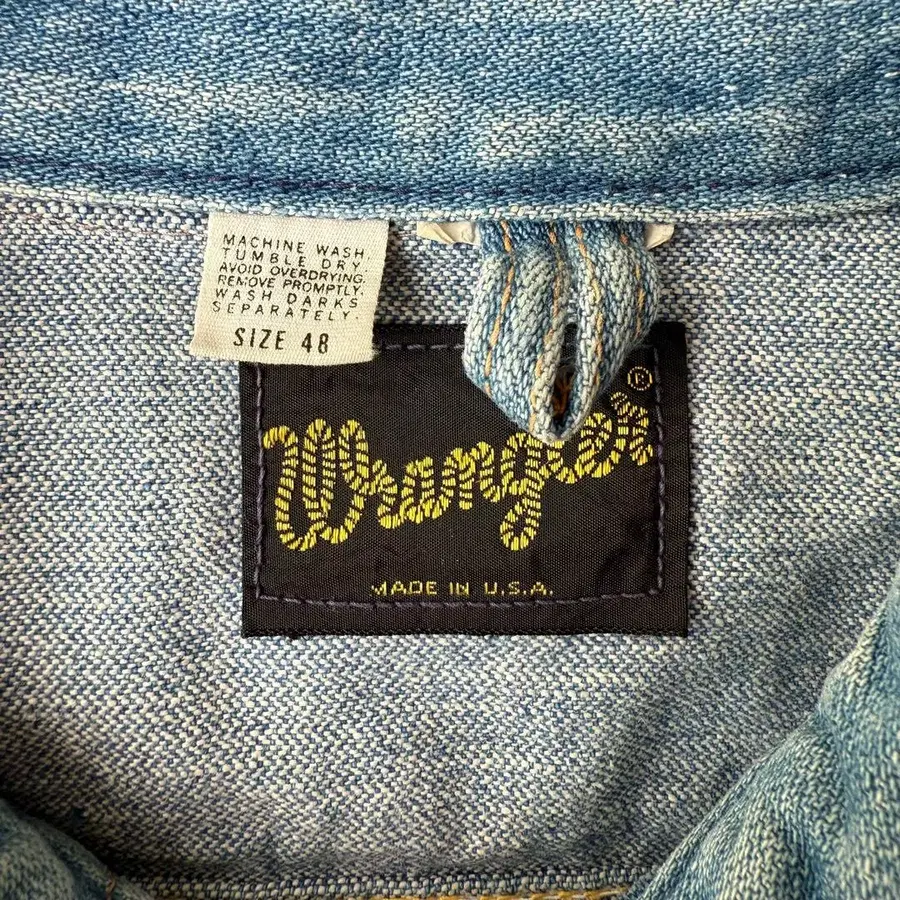 MACHINE WASH
TUMBLE DRY
AVOID OVERDRYING.
REMOVE PROMPTLY.
WASH DARKS
SEPARATELY.
SIZE 48
Wrangler ®
MADE IN U.S.A.